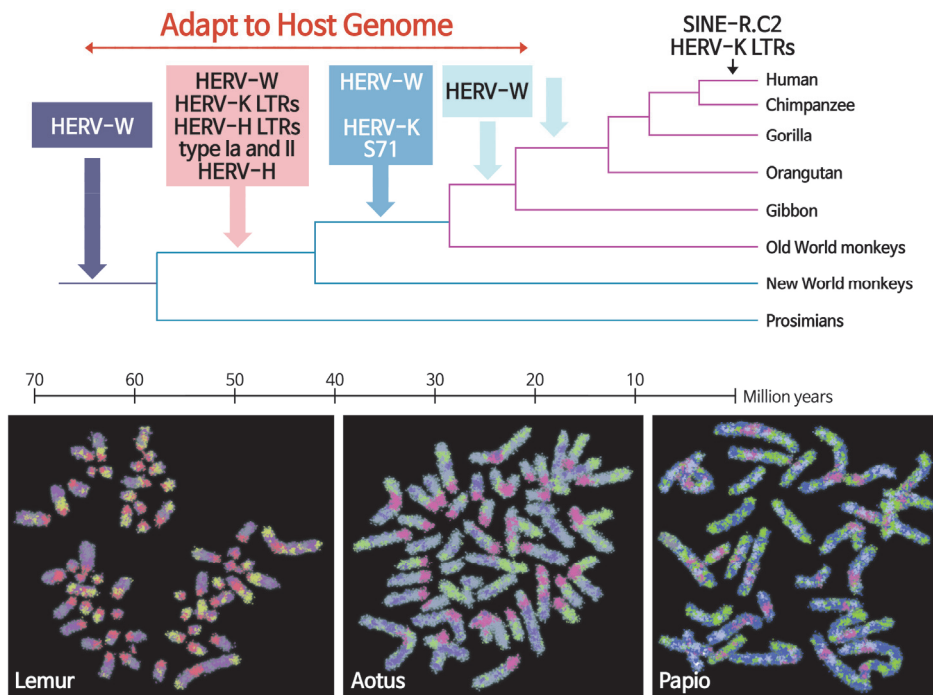 Adapt to Host Genome
SINE-R.C2
HERV-K LTRs
HERV-W
HERV-W
HERV-K LTRs
HERV-H LTRs
type Ia and II
HERV-H
HERV-W
HERV-K
S71
HERV-W
Human
Chimpanzee
Gorilla
Orangutan
Gibbon
Old World monkeys
New World monkeys
Prosimians
70 60 50 40 30 20 10 Million years
Lemur
Aotus
Papio